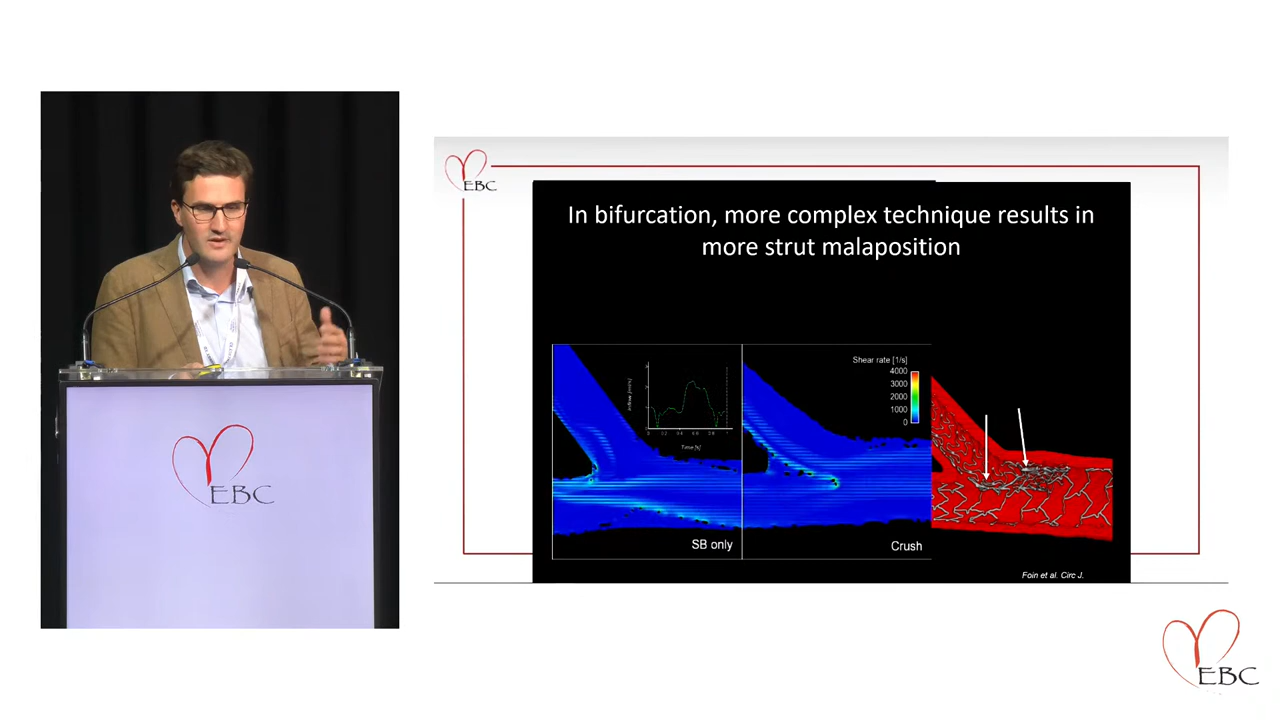 EBC
EBC
In bifurcation, more complex technique results in
more strut malaposition
Shear rate [1/s]
4000
3000
2000
1000
0
Time [s]
SB only
Crush
Foin et al. Circ J.
EBC